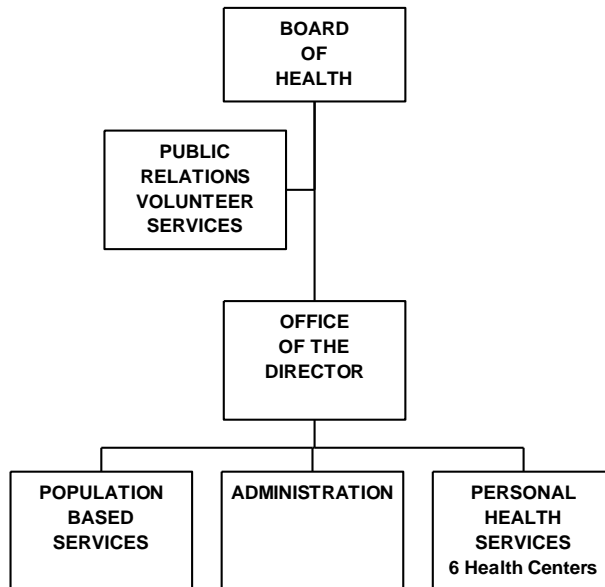 BOARD
OF
HEALTH
PUBLIC
RELATIONS
VOLUNTEER
SERVICES
OFFICE
OF THE
DIRECTOR
POPULATION
BASED
SERVICES
ADMINISTRATION
PERSONAL
HEALTH
SERVICES
6 Health Centers